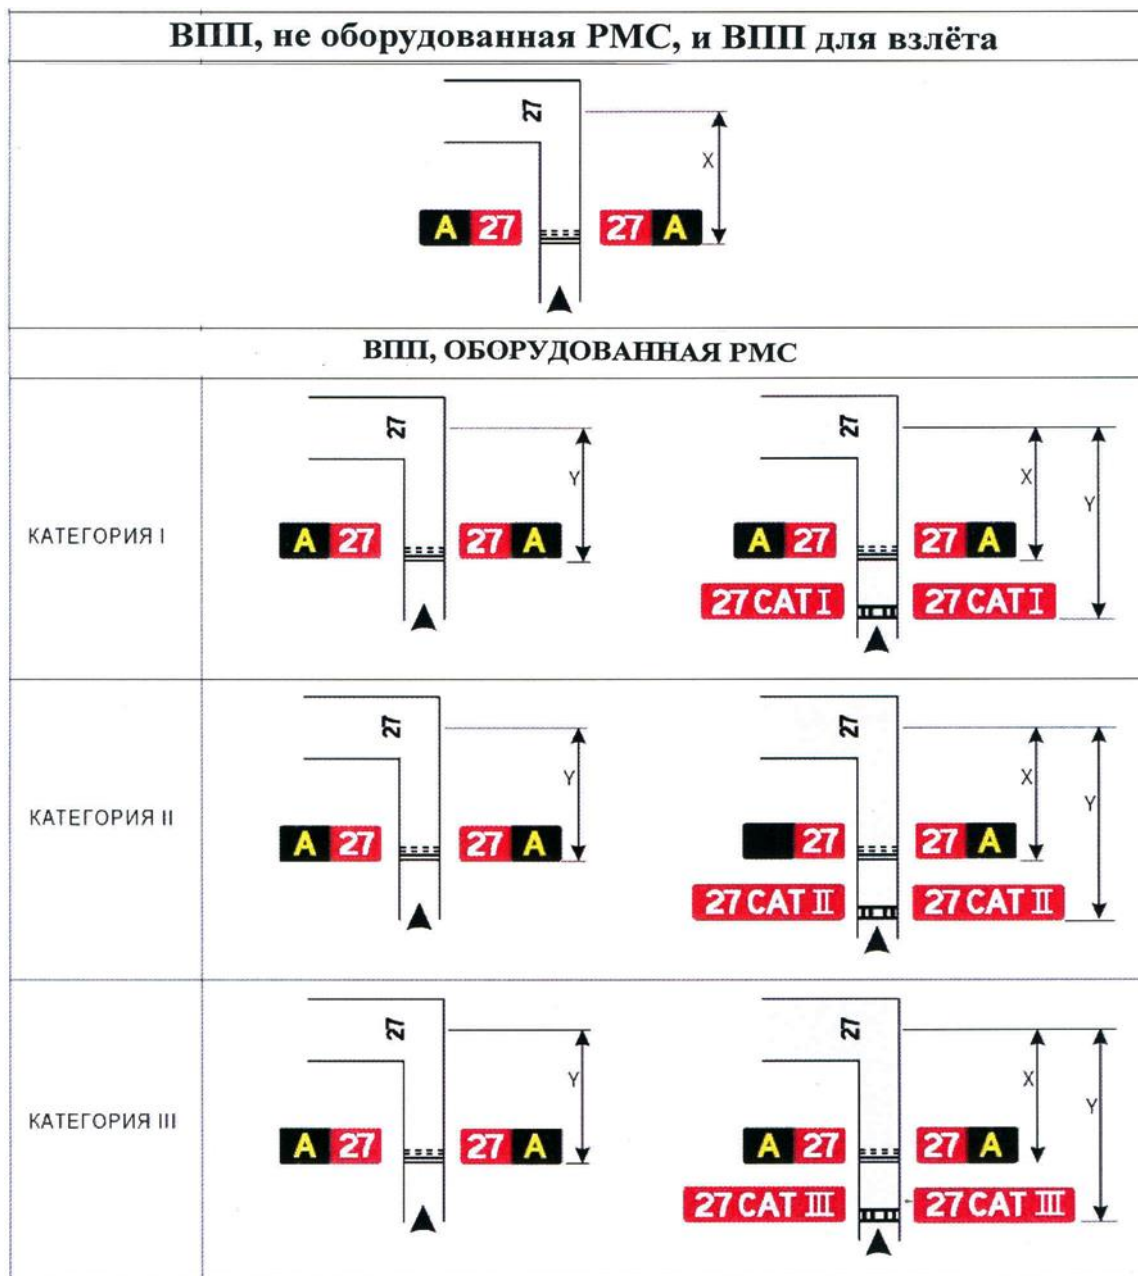 ВПП, не оборудованная РМС, и ВПП для взлёта
27
X
A 27 27 A
ВПП, ОБОРУДОВАННАЯ РМС
КАТЕГОРИЯ I
27
Y
A 27 27 A
27
X
Y
A 27 27 A
27 CAT I 27 CAT I
КАТЕГОРИЯ II
27
Y
A 27 27 A
27
X
Y
27 27 A
27 CAT II 27 CAT II
КАТЕГОРИЯ III
27
Y
A 27 27 A
27
X
Y
A 27 27 A
27 CAT III 27 CAT III